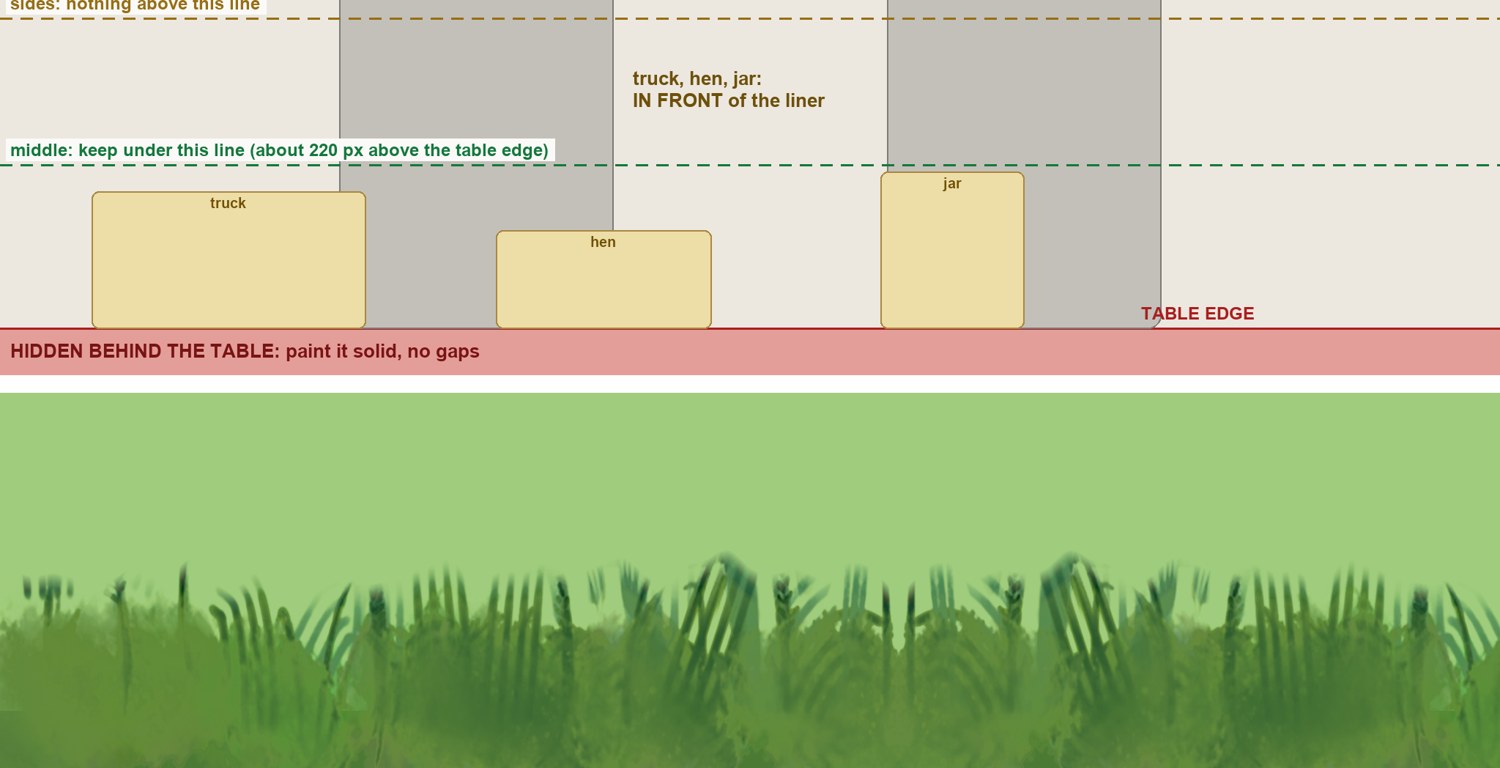 sides: nothing above this line
truck, hen, jar:
IN FRONT of the liner
middle: keep under this line (about 220 px above the table edge)
truck
jar
hen
TABLE EDGE
HIDDEN BEHIND THE TABLE: paint it solid, no gaps